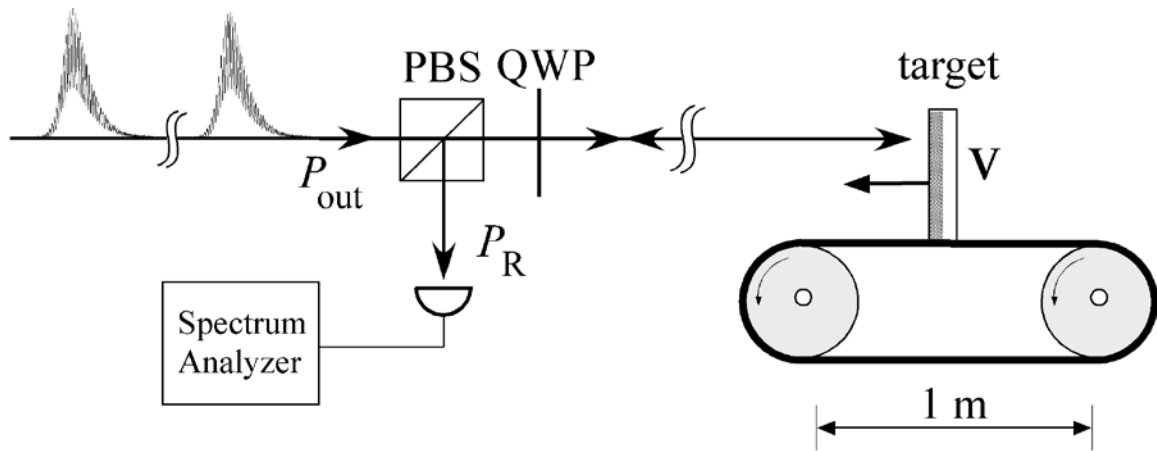 PBS QWP
target
P_out
V
P_R
Spectrum
Analyzer
1 m